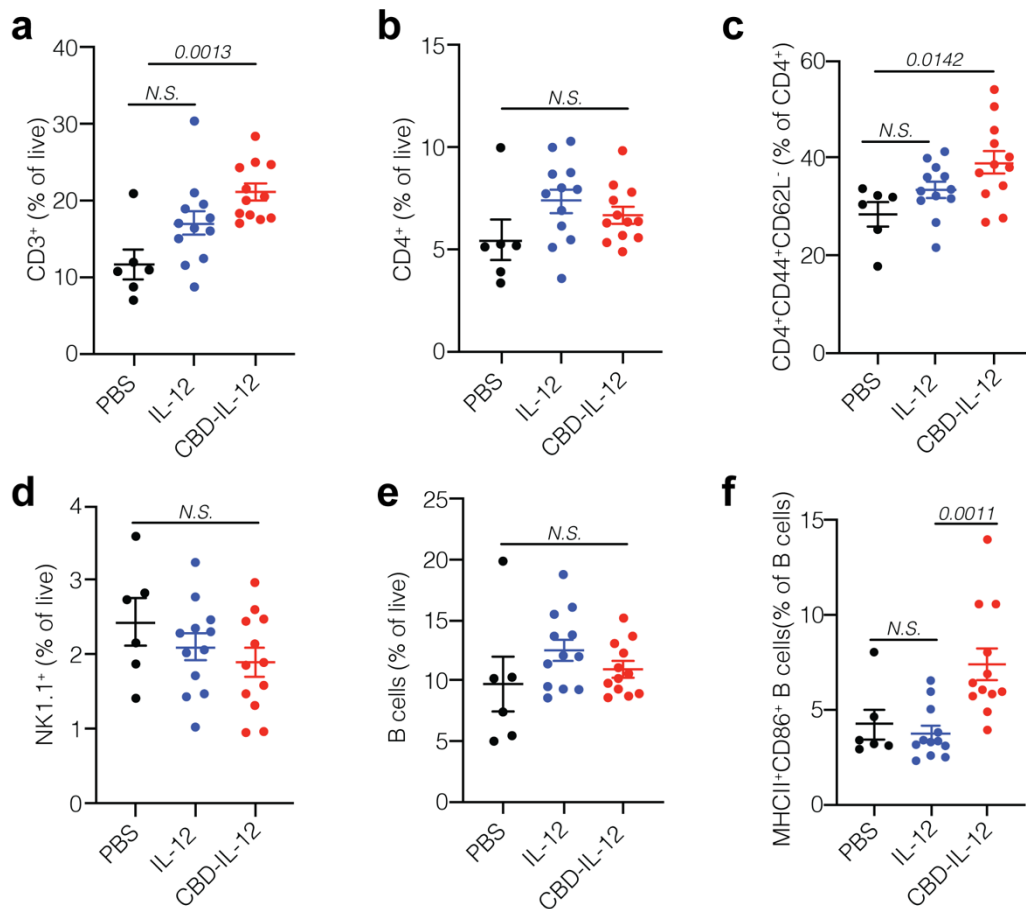 a
CD3⁺ (% of live)
40
30
20
10
0
0.0013
N.S.
PBS
IL-12
CBD-IL-12
b
CD4⁺ (% of live)
15
10
5
0
N.S.
PBS
IL-12
CBD-IL-12
c
CD4⁺CD44⁺CD62L⁻ (% of CD4⁺)
60
40
20
0
0.0142
N.S.
PBS
IL-12
CBD-IL-12
d
NK1.1⁺ (% of live)
4
3
2
1
0
N.S.
PBS
IL-12
CBD-IL-12
e
B cells (% of live)
25
20
15
10
5
0
N.S.
PBS
IL-12
CBD-IL-12
f
MHCII⁺CD86⁺ B cells(% of B cells)
15
10
5
0
0.0011
N.S.
PBS
IL-12
CBD-IL-12